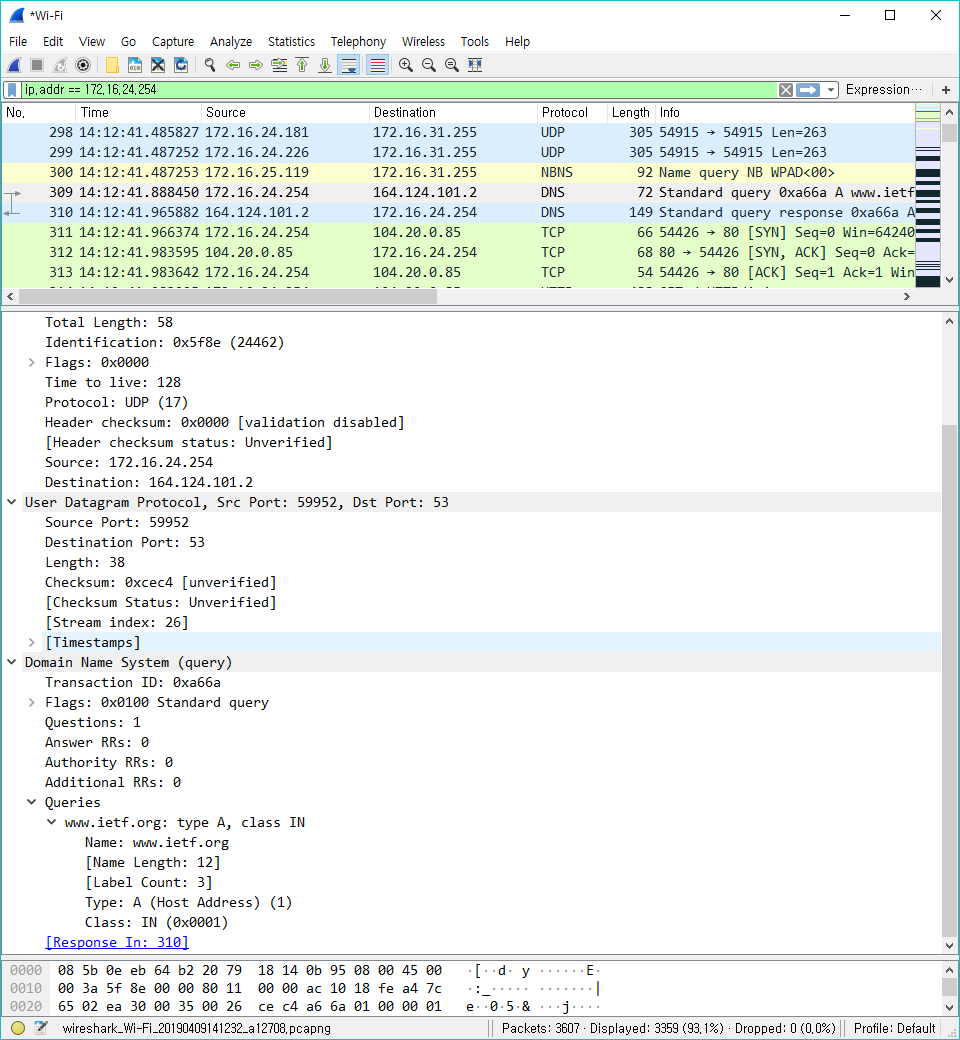 *Wi-Fi
File Edit View Go Capture Analyze Statistics Telephony Wireless Tools Help
ip.addr == 172.16.24.254 Expression…
No. Time Source Destination Protocol Length Info
298 14:12:41.485827 172.16.24.181 172.16.31.255 UDP 305 54915 → 54915 Len=263
299 14:12:41.487252 172.16.24.226 172.16.31.255 UDP 305 54915 → 54915 Len=263
300 14:12:41.487253 172.16.25.119 172.16.31.255 NBNS 92 Name query NB WPAD<00>
309 14:12:41.888450 172.16.24.254 164.124.101.2 DNS 72 Standard query 0xa66a A www.ietf
310 14:12:41.965882 164.124.101.2 172.16.24.254 DNS 149 Standard query response 0xa66a A
311 14:12:41.966374 172.16.24.254 104.20.0.85 TCP 66 54426 → 80 [SYN] Seq=0 Win=64240
312 14:12:41.983595 104.20.0.85 172.16.24.254 TCP 68 80 → 54426 [SYN, ACK] Seq=0 Ack=
313 14:12:41.983642 172.16.24.254 104.20.0.85 TCP 54 54426 → 80 [ACK] Seq=1 Ack=1 Win
Total Length: 58
Identification: 0x5f8e (24462)
Flags: 0x0000
Time to live: 128
Protocol: UDP (17)
Header checksum: 0x0000 [validation disabled]
[Header checksum status: Unverified]
Source: 172.16.24.254
Destination: 164.124.101.2
User Datagram Protocol, Src Port: 59952, Dst Port: 53
Source Port: 59952
Destination Port: 53
Length: 38
Checksum: 0xcec4 [unverified]
[Checksum Status: Unverified]
[Stream index: 26]
[Timestamps]
Domain Name System (query)
Transaction ID: 0xa66a
Flags: 0x0100 Standard query
Questions: 1
Answer RRs: 0
Authority RRs: 0
Additional RRs: 0
Queries
www.ietf.org: type A, class IN
Name: www.ietf.org
[Name Length: 12]
[Label Count: 3]
Type: A (Host Address) (1)
Class: IN (0x0001)
[Response In: 310]
0000 08 5b 0e eb 64 b2 20 79 18 14 0b 95 08 00 45 00 ·[··d· y ······E·
0010 00 3a 5f 8e 00 00 80 11 00 00 ac 10 18 fe a4 7c ·:_····· ·······|
0020 65 02 ea 30 00 35 00 26 ce c4 a6 6a 01 00 00 01 e··0·5·& ···j····
wireshark_Wi-Fi_20190409141232_a12708.pcapng Packets: 3607 · Displayed: 3359 (93.1%) · Dropped: 0 (0.0%) Profile: Default